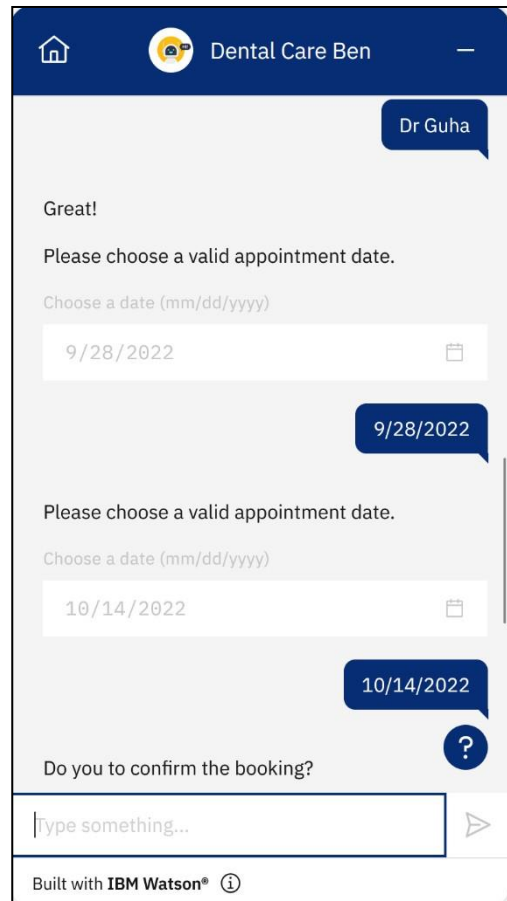 Dental Care Ben
Dr Guha
Great!
Please choose a valid appointment date.
Choose a date (mm/dd/yyyy)
9/28/2022
9/28/2022
Please choose a valid appointment date.
Choose a date (mm/dd/yyyy)
10/14/2022
10/14/2022
?
Do you to confirm the booking?
Type something...
Built with IBM Watson®